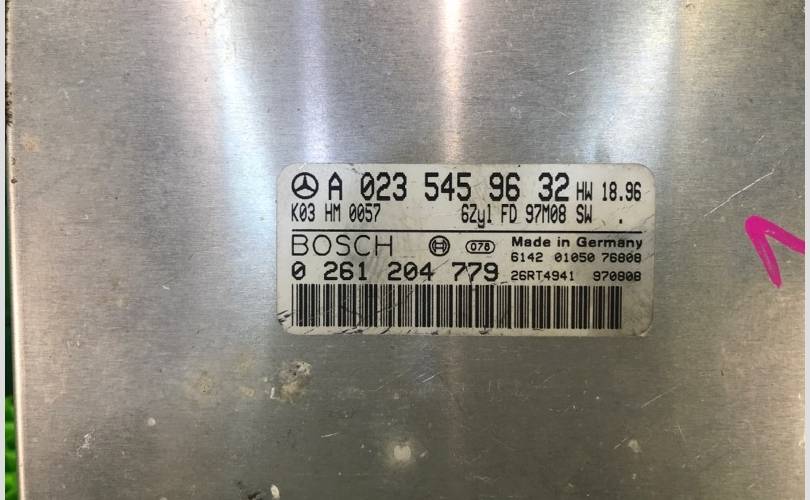 A 023 545 96 32 HW 18.96
K03 HM 0057 6Zyl FD 97M08 SW .
BOSCH 078 Made in Germany
6142 01050 76808
0 261 204 779 26RT4941 970808